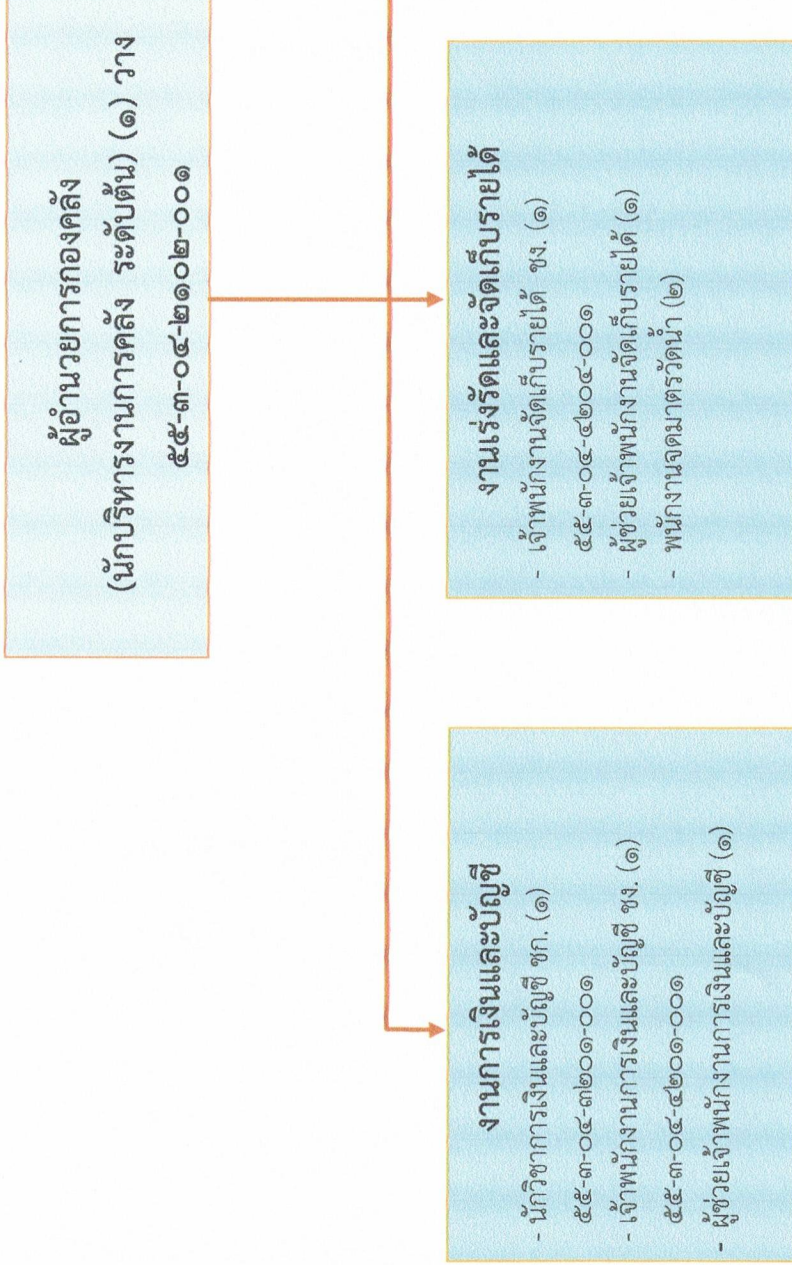 ผู้อำนวยการกองคลัง
(นักบริหารงานการคลัง ระดับต้น) (๑) ว่าง
๕๕-๓-๐๔-๒๑๐๒-๐๐๑
งานการเงินและบัญชี
- นักวิชาการเงินและบัญชี ชก. (๑)
๕๕-๓-๐๔-๓๒๐๑-๐๐๑
- เจ้าพนักงานการเงินและบัญชี ชง. (๑)
๕๕-๓-๐๔-๔๒๐๑-๐๐๑
- ผู้ช่วยเจ้าพนักงานการเงินและบัญชี (๑)
งานเร่งรัดและจัดเก็บรายได้
- เจ้าพนักงานจัดเก็บรายได้ ชง. (๑)
๕๕-๓-๐๔-๔๒๐๔-๐๐๑
- ผู้ช่วยเจ้าพนักงานจัดเก็บรายได้ (๑)
- พนักงานจดมาตรวัดน้ำ (๒)